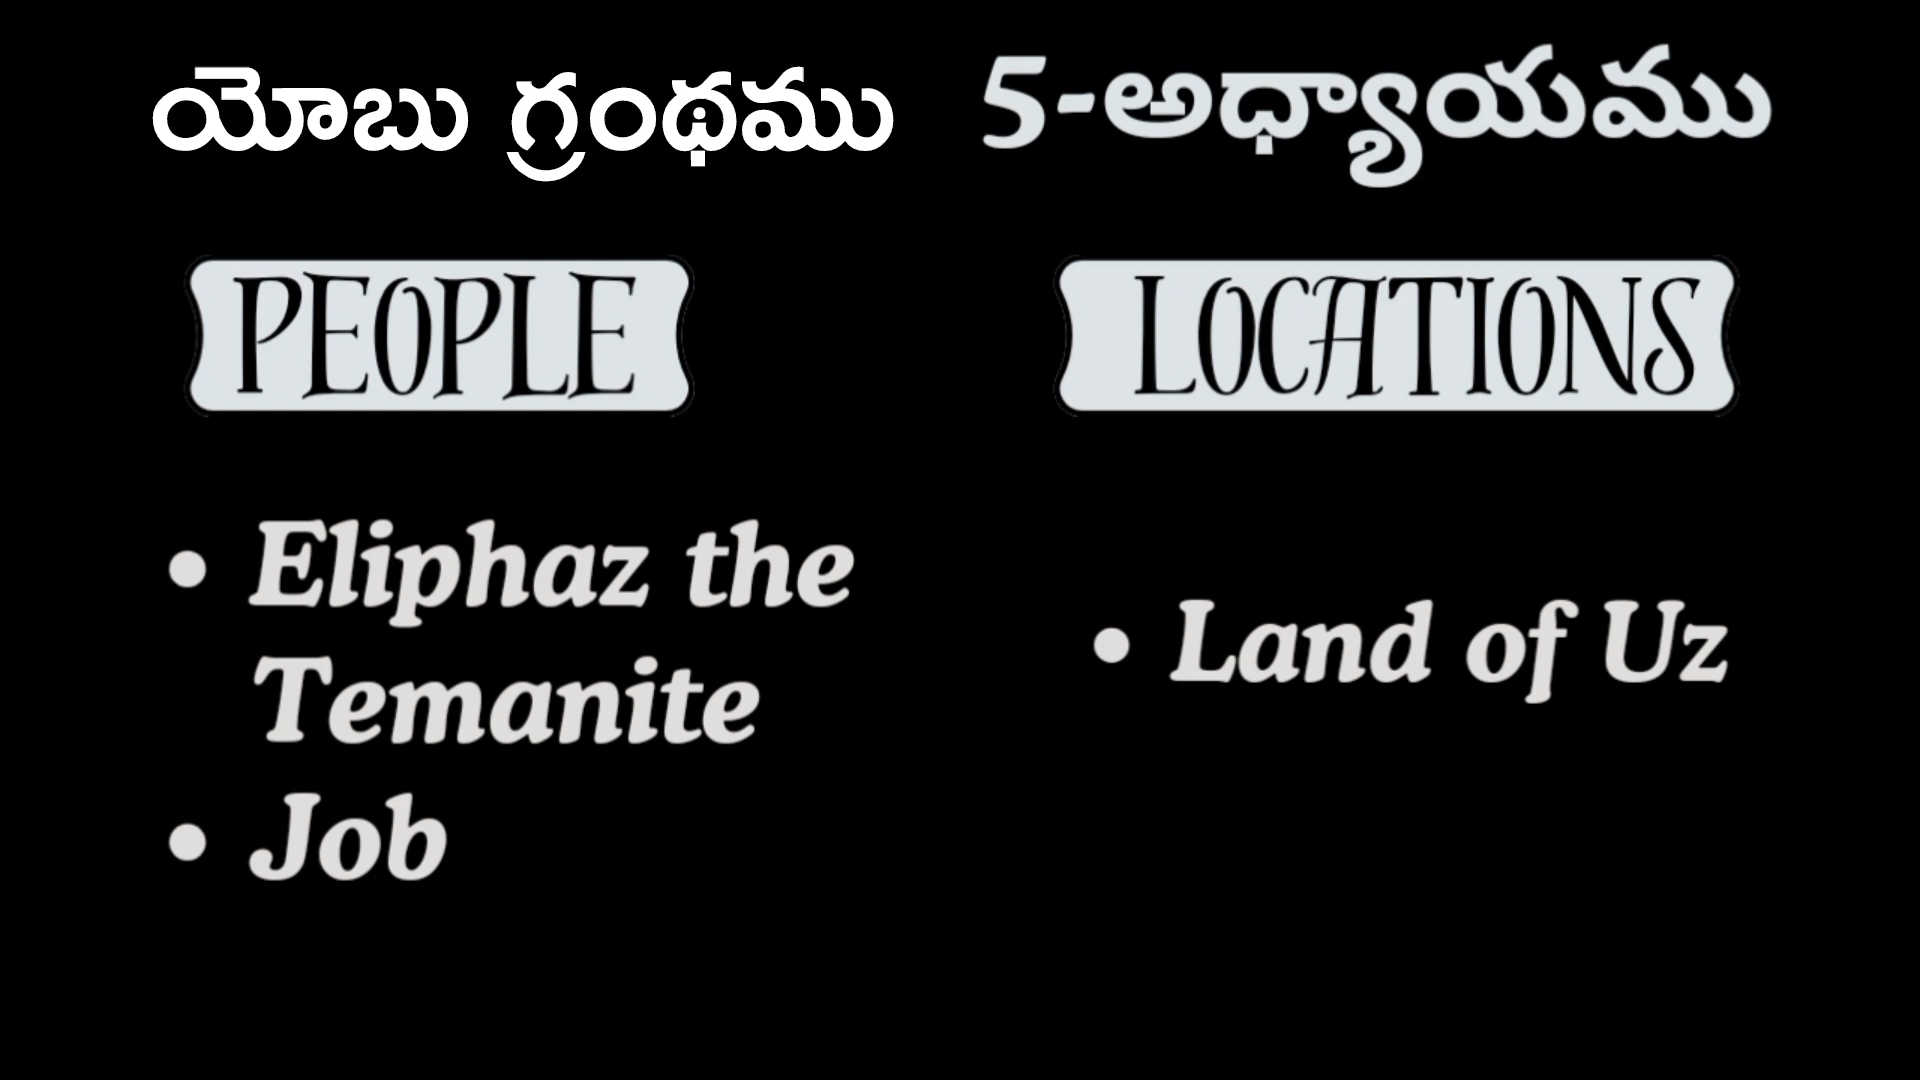 యోబు గ్రంథము 5-అధ్యాయము
PEOPLE
LOCATIONS
• Eliphaz the
Temanite
• Job
• Land of Uz